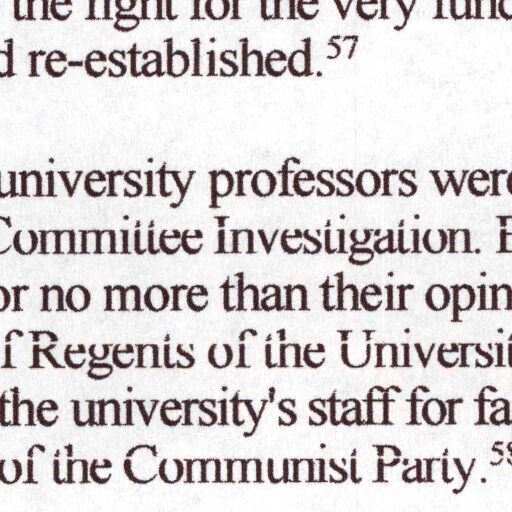 the fight for the very fund
d re-established.57
university professors were
Committee Investigation. E
or no more than their opin
f Regents of the Universit
the university's staff for fa
of the Communist Party.58